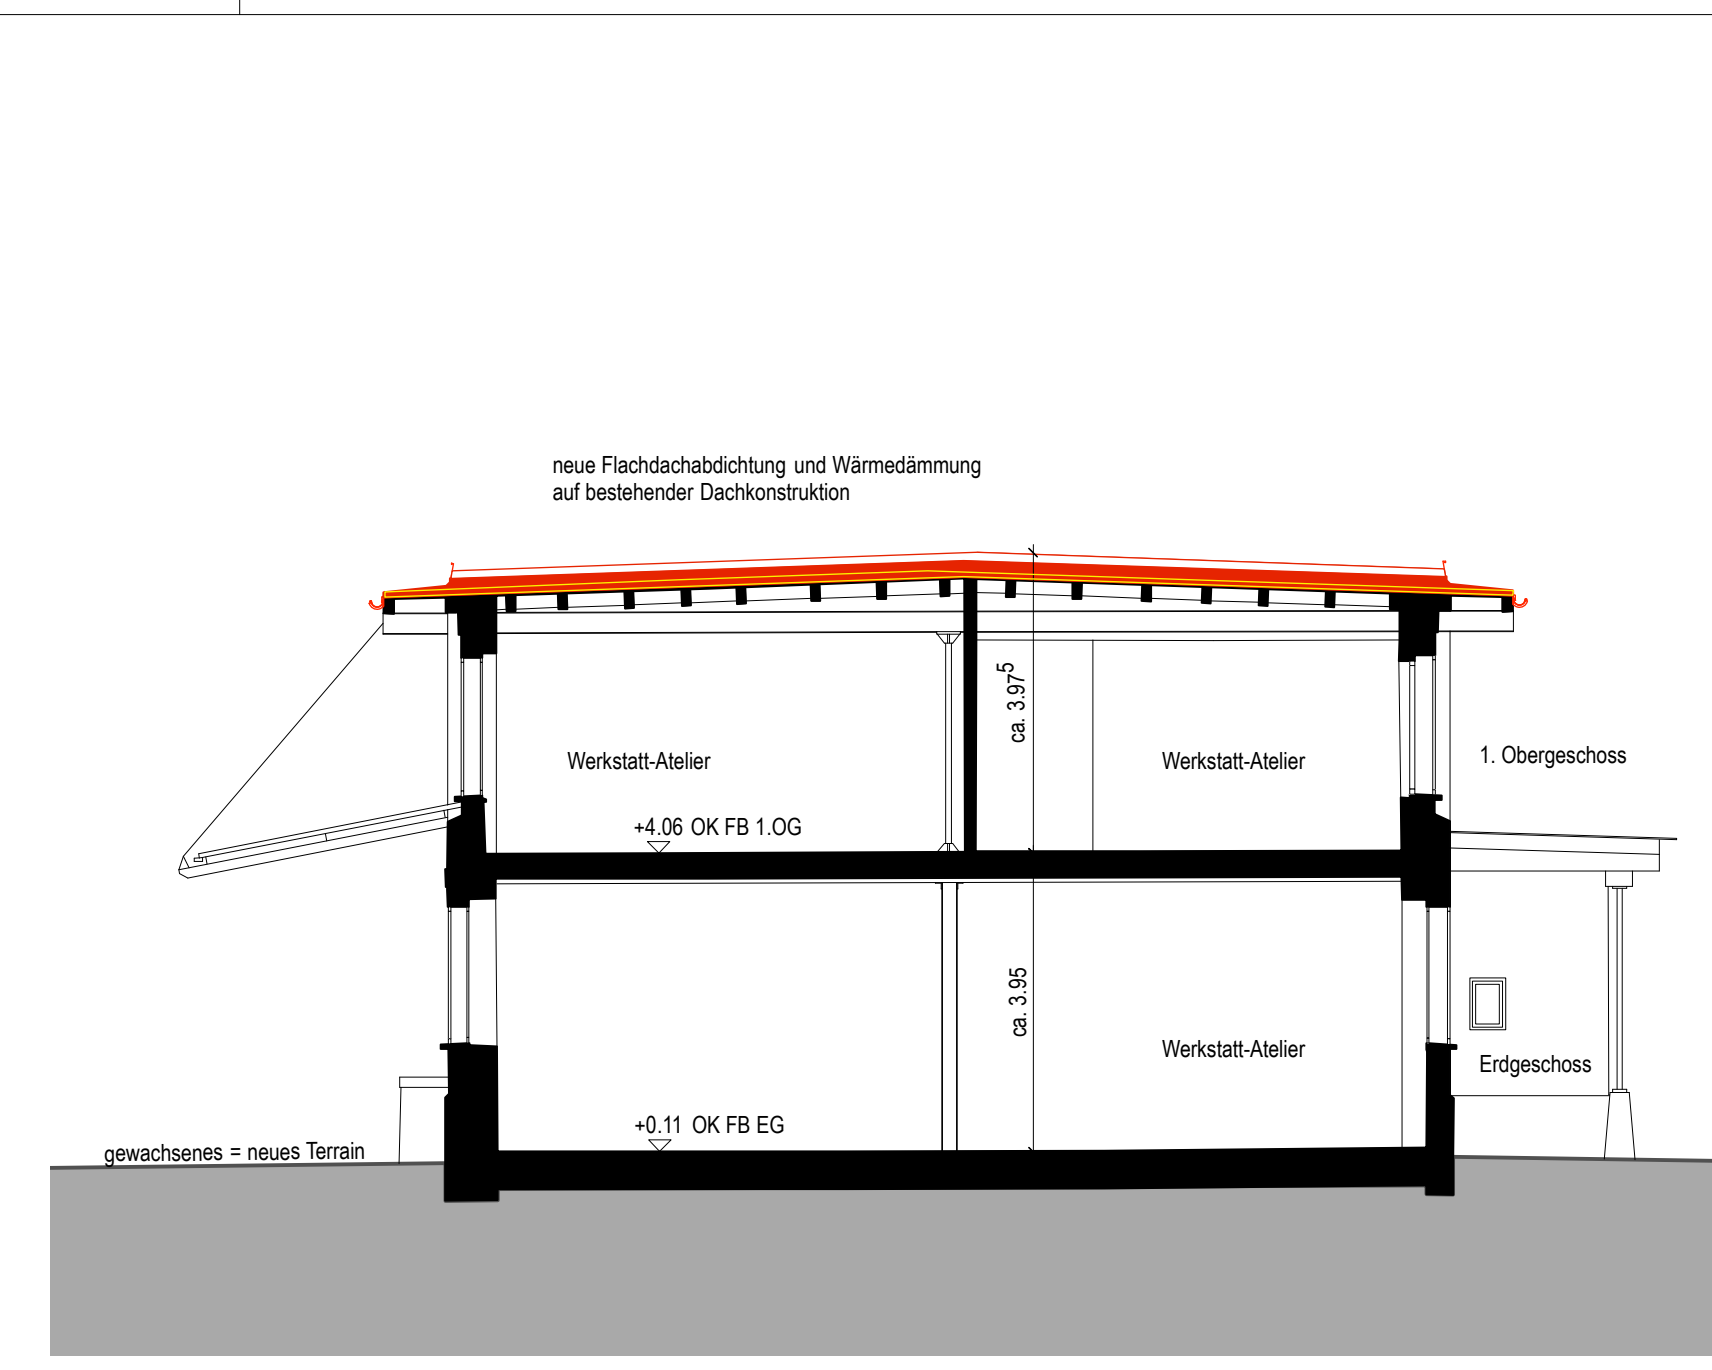 neue Flachdachabdichtung und Wärmedämmung
auf bestehender Dachkonstruktion
ca. 3.97⁵
Werkstatt-Atelier
Werkstatt-Atelier
1. Obergeschoss
+4.06 OK FB 1.OG
ca. 3.95
Werkstatt-Atelier
Erdgeschoss
+0.11 OK FB EG
gewachsenes = neues Terrain